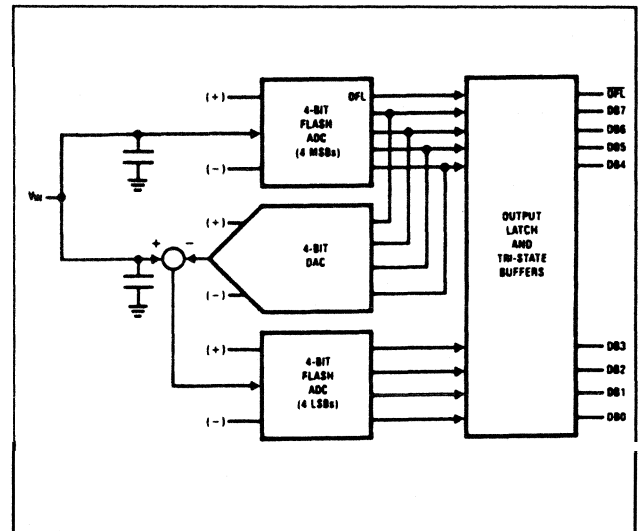 (+)
4-BIT
FLASH
ADC
(4 MSBs)
OFL
(−)
VIN
+
−
(+)
4-BIT
DAC
(−)
(+)
4-BIT
FLASH
ADC
(4 LSBs)
(−)
OUTPUT
LATCH
AND
TRI-STATE
BUFFERS
OFL
DB7
DB6
DB5
DB4
DB3
DB2
DB1
DB0